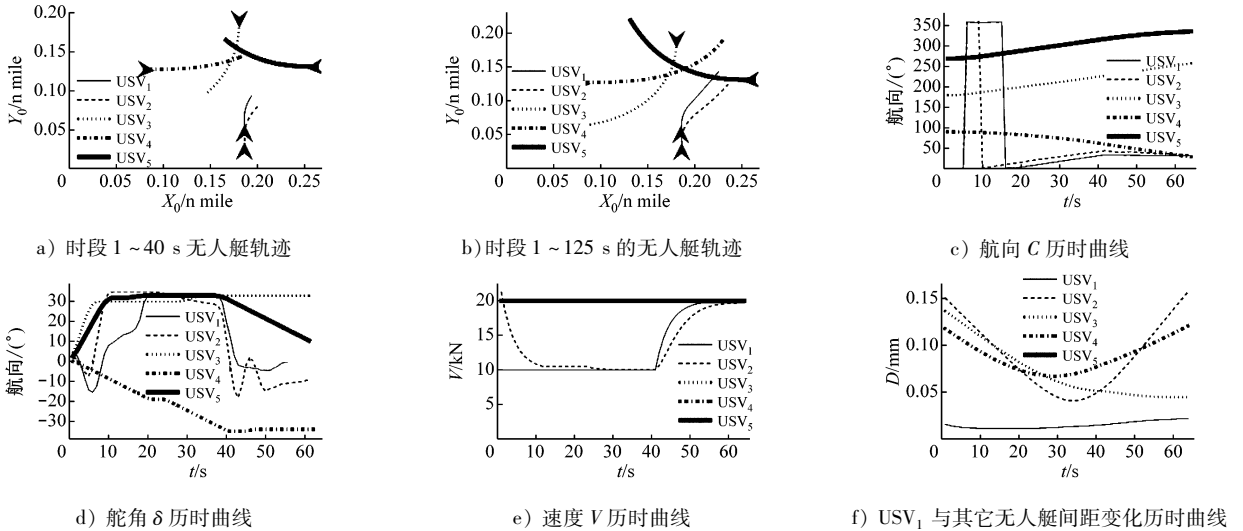 Y₀/n mile
0.20
0.15
0.10
0.05
0
0.05
0.10
0.15
0.20
0.25
X₀/n mile
USV₁
USV₂
USV₃
USV₄
USV₅
a) 时段 1 ~ 40 s 无人艇轨迹
Y₀/n mile
0.20
0.15
0.10
0.05
0
0.05
0.10
0.15
0.20
0.25
X₀/n mile
USV₁
USV₂
USV₃
USV₄
USV₅
b) 时段 1 ~ 125 s 的无人艇轨迹
航向/(°)
350
300
250
200
150
100
50
0
10
20
30
40
50
60
t/s
USV₁
USV₂
USV₃
USV₄
USV₅
c) 航向 C 历时曲线
航向/(°)
30
20
10
0
-10
-20
-30
0
10
20
30
40
50
60
t/s
USV₁
USV₂
USV₃
USV₄
USV₅
d) 舵角 δ 历时曲线
V/kN
20
15
10
5
0
10
20
30
40
50
60
t/s
USV₁
USV₂
USV₃
USV₄
USV₅
e) 速度 V 历时曲线
D/mm
0.15
0.10
0.05
0
10
20
30
40
50
60
t/s
USV₁
USV₂
USV₃
USV₄
USV₅
f) USV₁ 与其它无人艇间距变化历时曲线